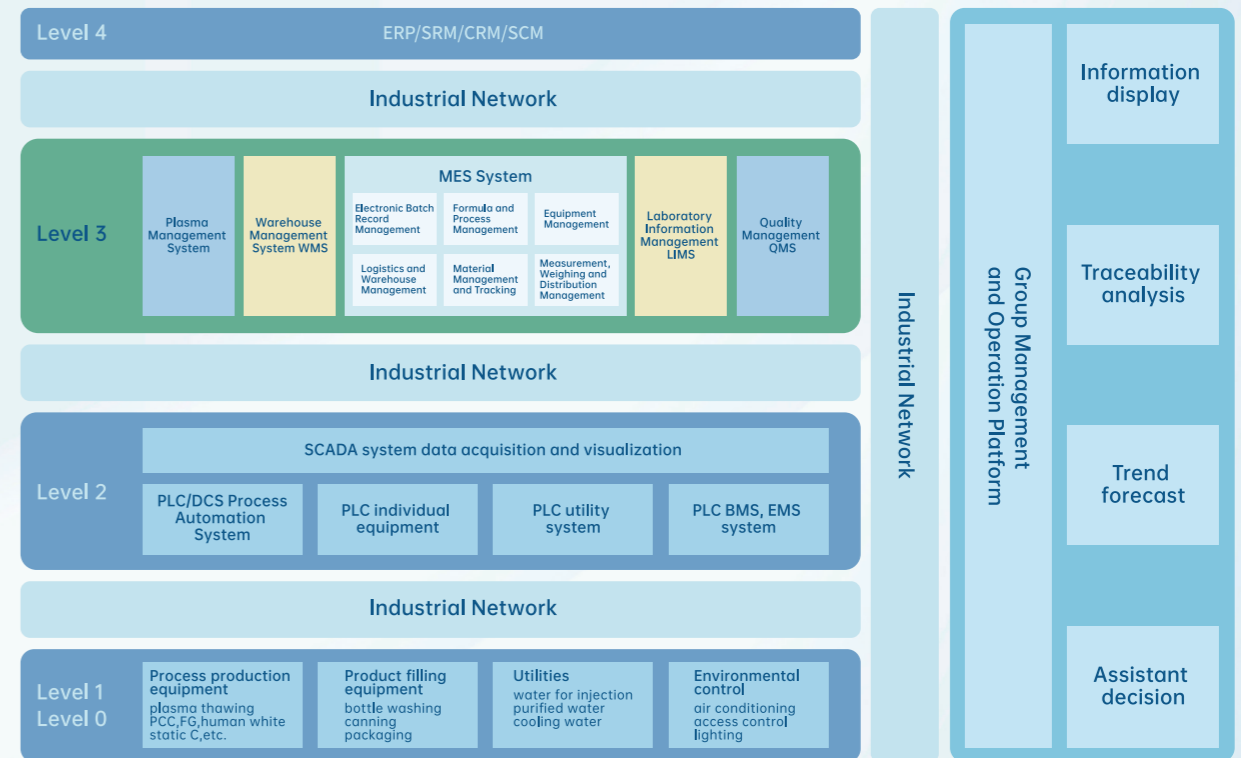 Level 4
ERP/SRM/CRM/SCM
Industrial Network
Level 3
Plasma
Management
System
Warehouse
Management
System WMS
MES System
Electronic Batch
Record
Management
Formula and
Process
Management
Equipment
Management
Logistics and
Warehouse
Management
Material
Management
and Tracking
Measurement,
Weighing and
Distribution
Management
Laboratory
Information
Management
LIMS
Quality
Management
QMS
Industrial Network
Level 2
SCADA system data acquisition and visualization
PLC/DCS Process
Automation
System
PLC individual
equipment
PLC utility
system
PLC BMS, EMS
system
Industrial Network
Level 1
Level 0
Process production
equipment
plasma thawing
PCC,FG,human white
static C,etc.
Product filling
equipment
bottle washing
canning
packaging
Utilities
water for injection
purified water
cooling water
Environmental
control
air conditioning
access control
lighting
Industrial Network
Group Management
and Operation Platform
Information
display
Traceability
analysis
Trend
forecast
Assistant
decision